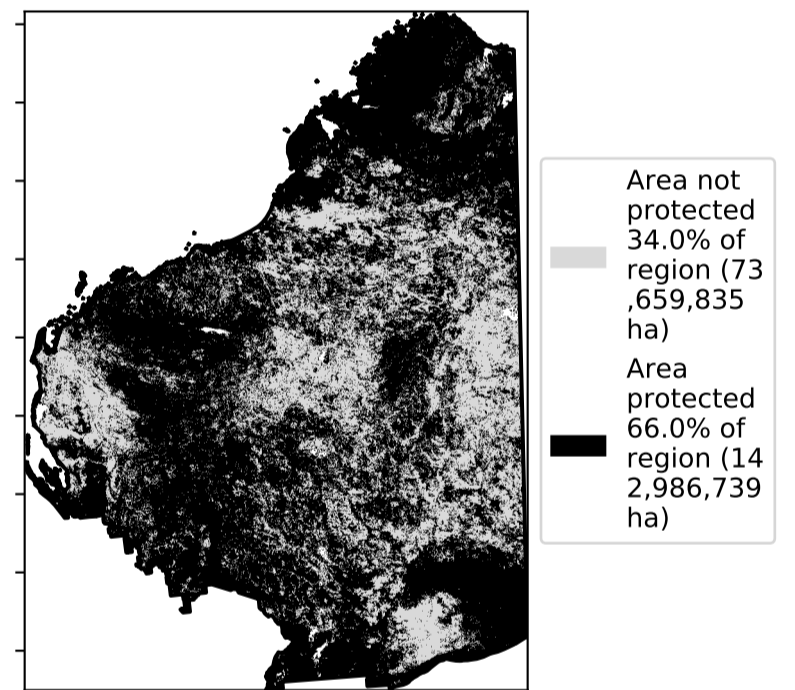 Area not
protected
34.0% of
region (73
,659,835
ha)
Area
protected
66.0% of
region (14
2,986,739
ha)